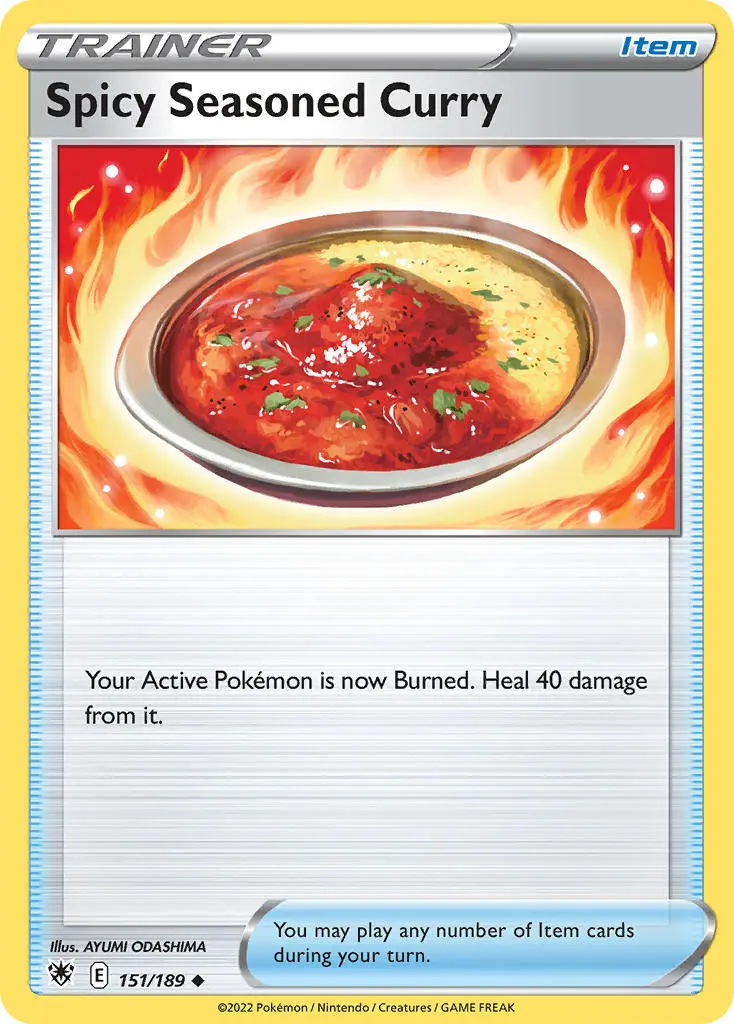 TRAINER
Item
Spicy Seasoned Curry
Your Active Pokémon is now Burned. Heal 40 damage
from it.
Illus. AYUMI ODASHIMA
You may play any number of Item cards
during your turn.
E 151/189
©2022 Pokémon / Nintendo / Creatures / GAME FREAK